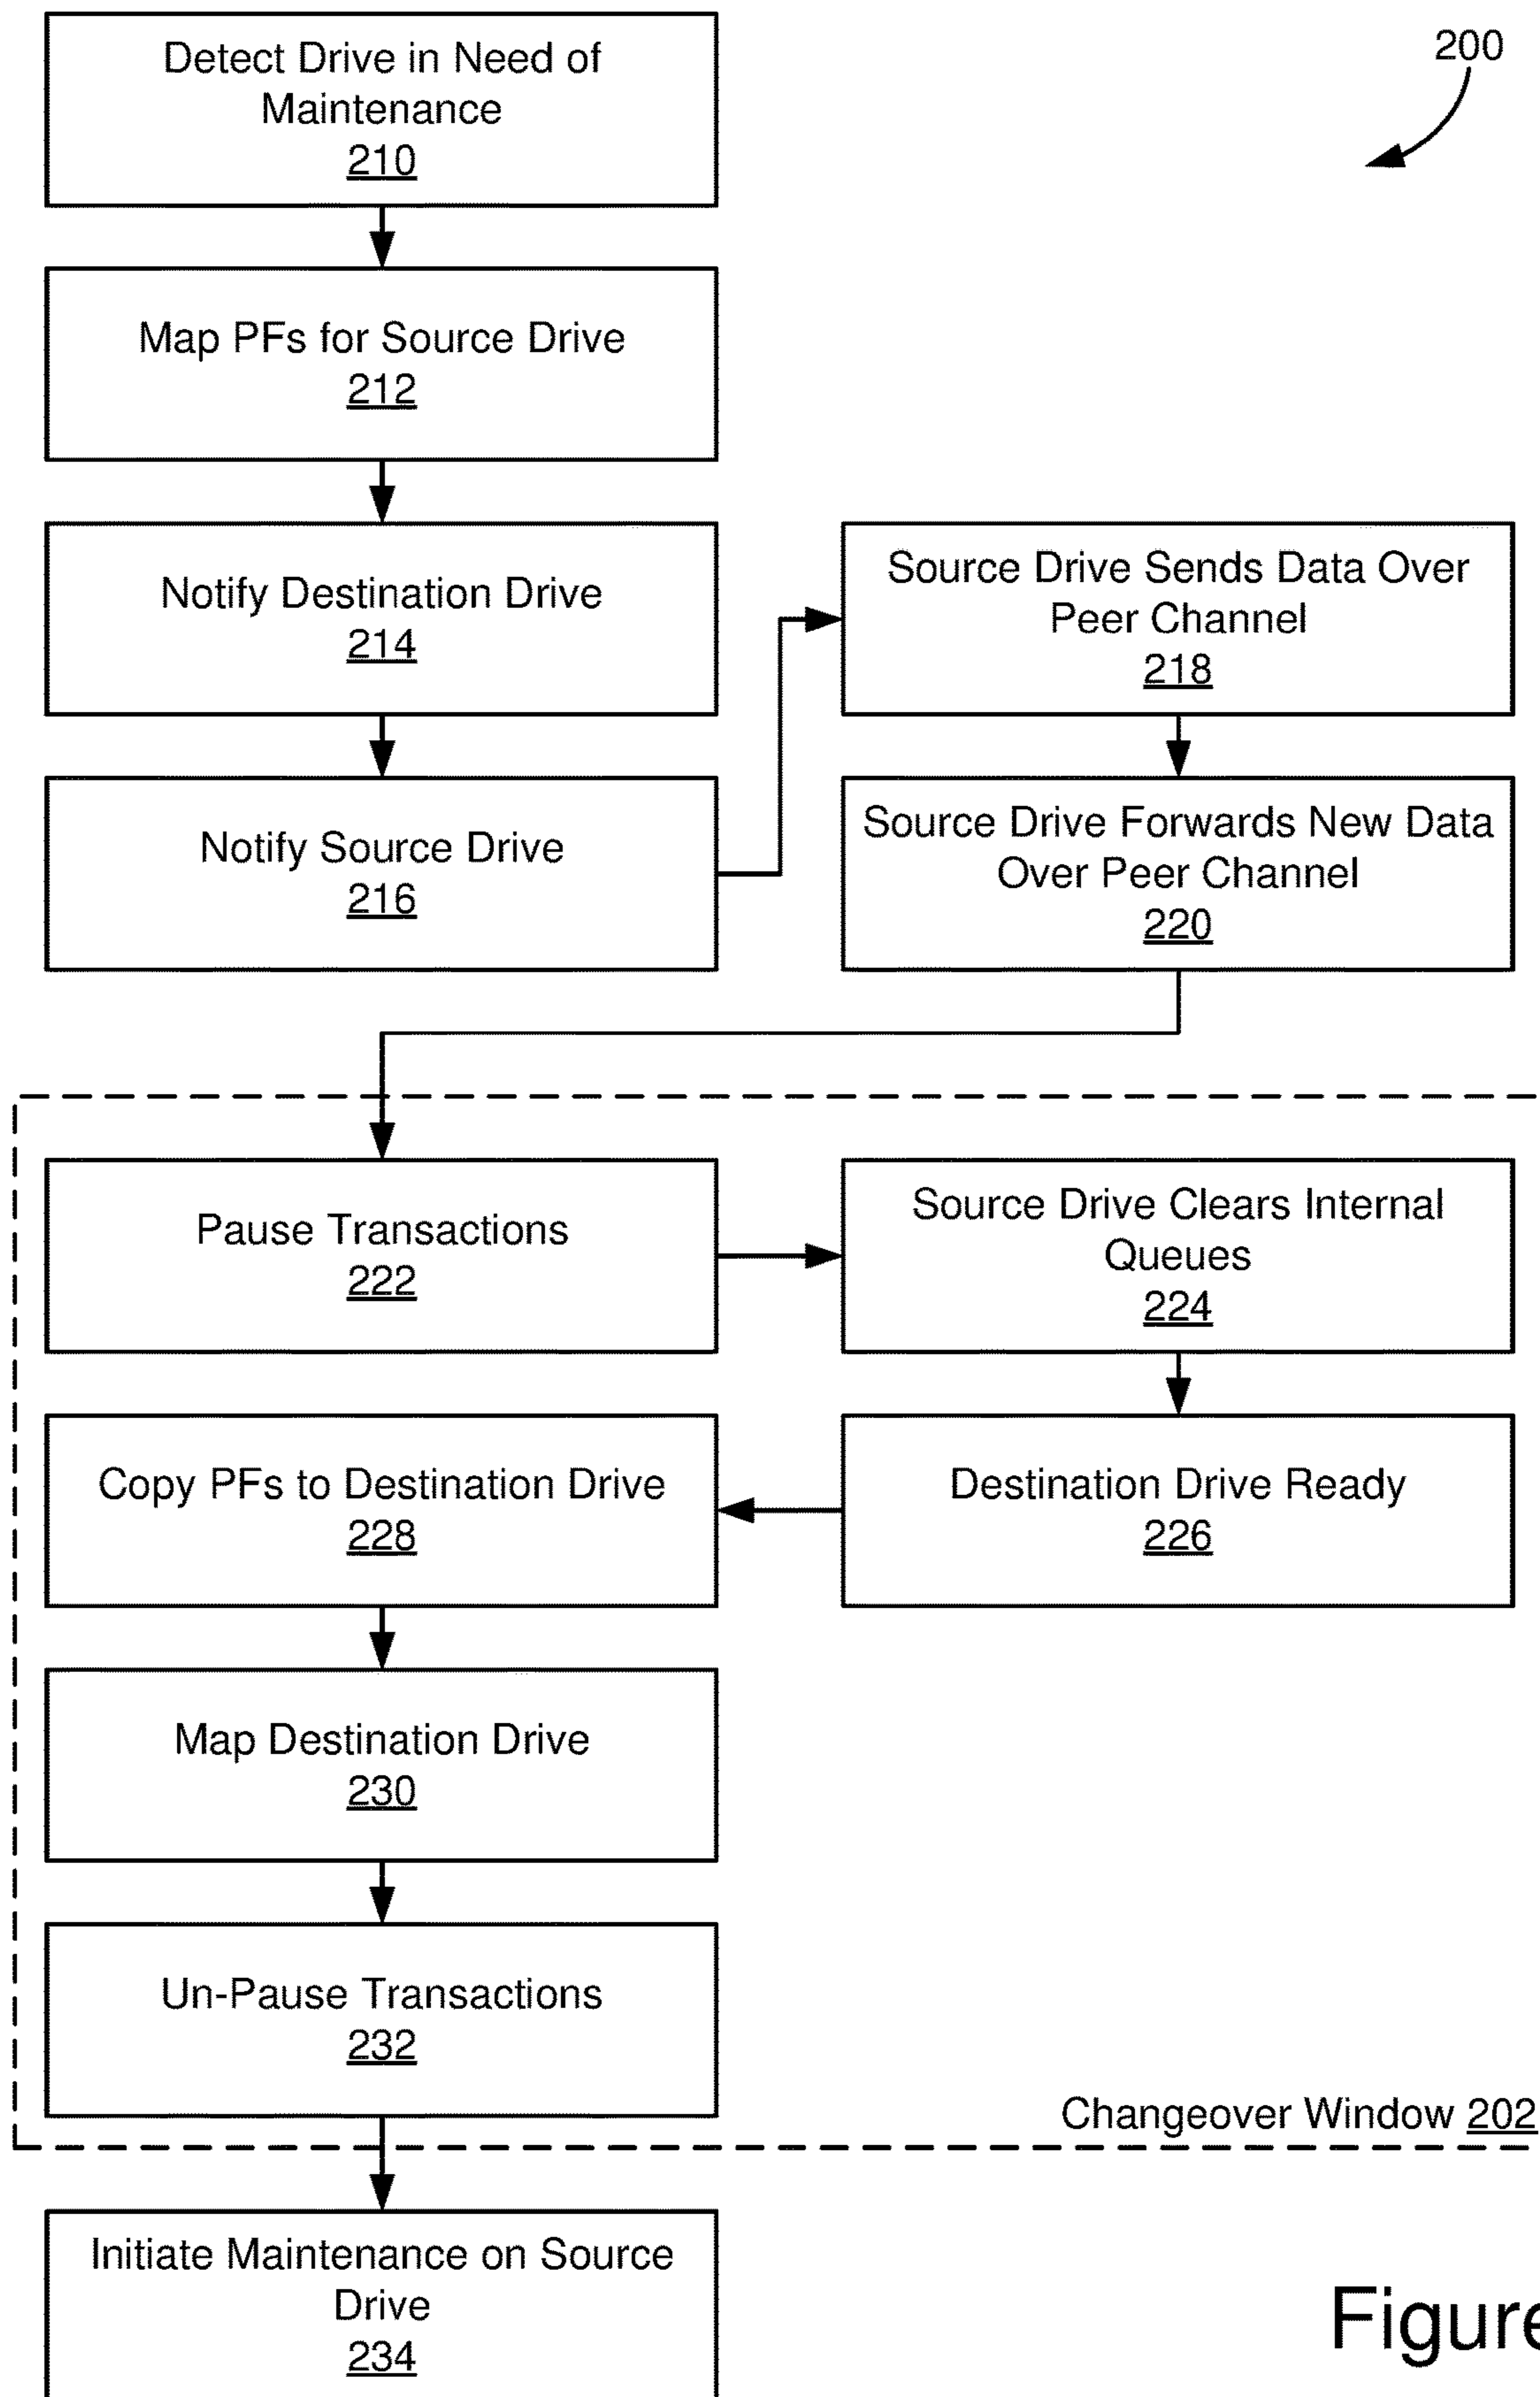 200
Detect Drive in Need of
Maintenance
210
Map PFs for Source Drive
212
Notify Destination Drive
214
Notify Source Drive
216
Source Drive Sends Data Over
Peer Channel
218
Source Drive Forwards New Data
Over Peer Channel
220
Pause Transactions
222
Source Drive Clears Internal
Queues
224
Destination Drive Ready
226
Copy PFs to Destination Drive
228
Map Destination Drive
230
Un-Pause Transactions
232
Changeover Window 202
Initiate Maintenance on Source
Drive
234
Figure